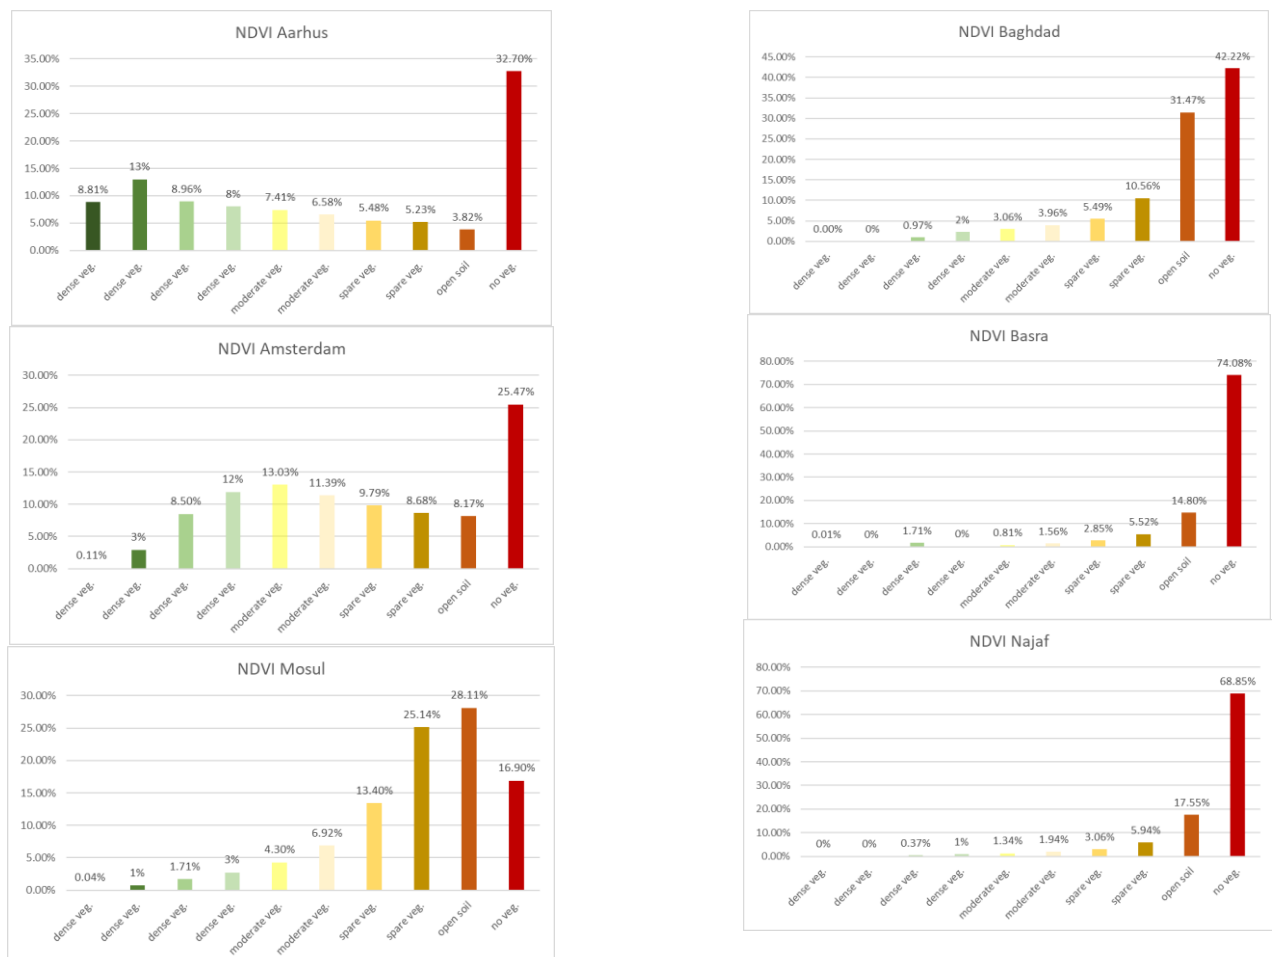 NDVI Aarhus
35.00%
30.00%
25.00%
20.00%
15.00%
10.00%
5.00%
0.00%
8.81%
13%
8.96%
8%
7.41%
6.58%
5.48%
5.23%
3.82%
32.70%
dense veg.
dense veg.
dense veg.
dense veg.
moderate veg.
moderate veg.
spare veg.
spare veg.
open soil
no veg.
NDVI Amsterdam
30.00%
25.00%
20.00%
15.00%
10.00%
5.00%
0.00%
0.11%
3%
8.50%
12%
13.03%
11.39%
9.79%
8.68%
8.17%
25.47%
dense veg.
dense veg.
dense veg.
dense veg.
moderate veg.
moderate veg.
spare veg.
spare veg.
open soil
no veg.
NDVI Mosul
30.00%
25.00%
20.00%
15.00%
10.00%
5.00%
0.00%
0.04%
1%
1.71%
3%
4.30%
6.92%
13.40%
25.14%
28.11%
16.90%
dense veg.
dense veg.
dense veg.
dense veg.
moderate veg.
moderate veg.
spare veg.
spare veg.
open soil
no veg.
NDVI Baghdad
45.00%
40.00%
35.00%
30.00%
25.00%
20.00%
15.00%
10.00%
5.00%
0.00%
0.00%
0%
0.97%
2%
3.06%
3.96%
5.49%
10.56%
31.47%
42.22%
dense veg.
dense veg.
dense veg.
dense veg.
moderate veg.
moderate veg.
spare veg.
spare veg.
open soil
no veg.
NDVI Basra
80.00%
70.00%
60.00%
50.00%
40.00%
30.00%
20.00%
10.00%
0.00%
0.01%
0%
1.71%
0%
0.81%
1.56%
2.85%
5.52%
14.80%
74.08%
dense veg.
dense veg.
dense veg.
dense veg.
moderate veg.
moderate veg.
spare veg.
spare veg.
open soil
no veg.
NDVI Najaf
80.00%
70.00%
60.00%
50.00%
40.00%
30.00%
20.00%
10.00%
0.00%
0%
0%
0.37%
1%
1.34%
1.94%
3.06%
5.94%
17.55%
68.85%
dense veg.
dense veg.
dense veg.
dense veg.
moderate veg.
moderate veg.
spare veg.
spare veg.
open soil
no veg.